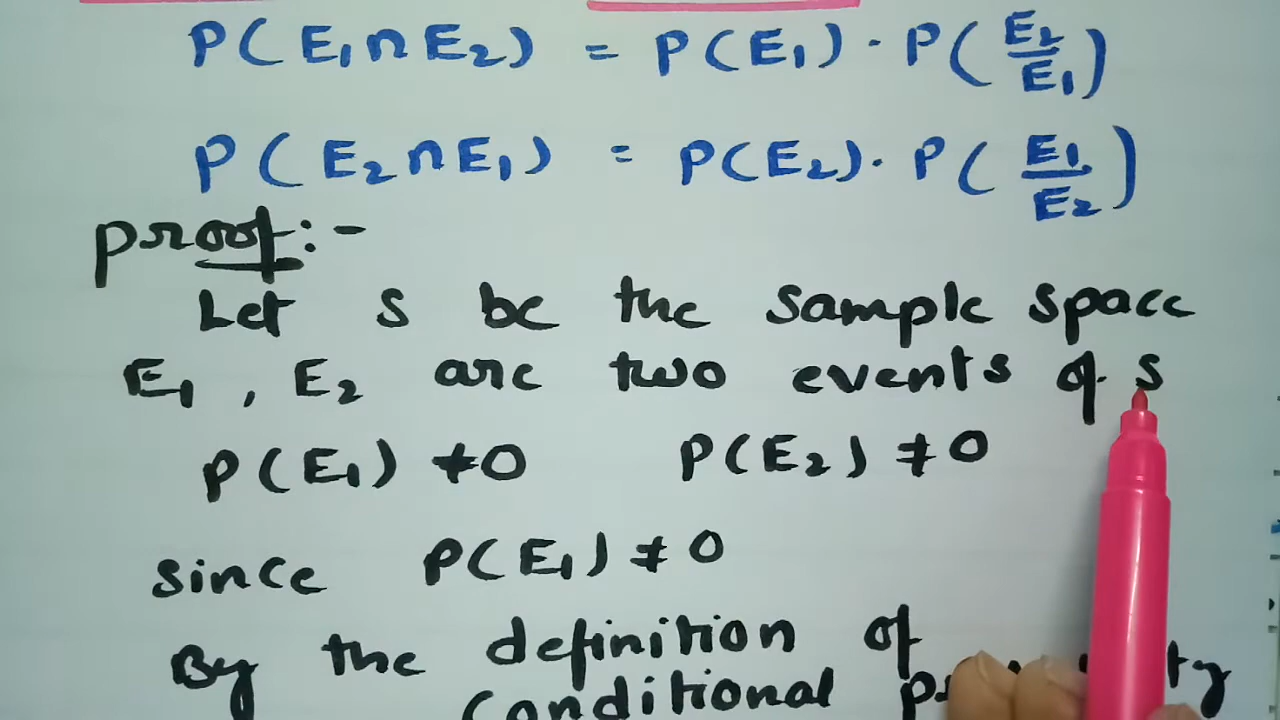 P(E₁∩E₂) = P(E₁)·P(E₂/E₁)
P(E₂∩E₁) = P(E₂)·P(E₁/E₂)
proof:-
Let S be the sample space
E₁, E₂ are two events of S
P(E₁) ≠0 P(E₂) ≠0
since P(E₁) ≠ 0
By the definition of
conditional